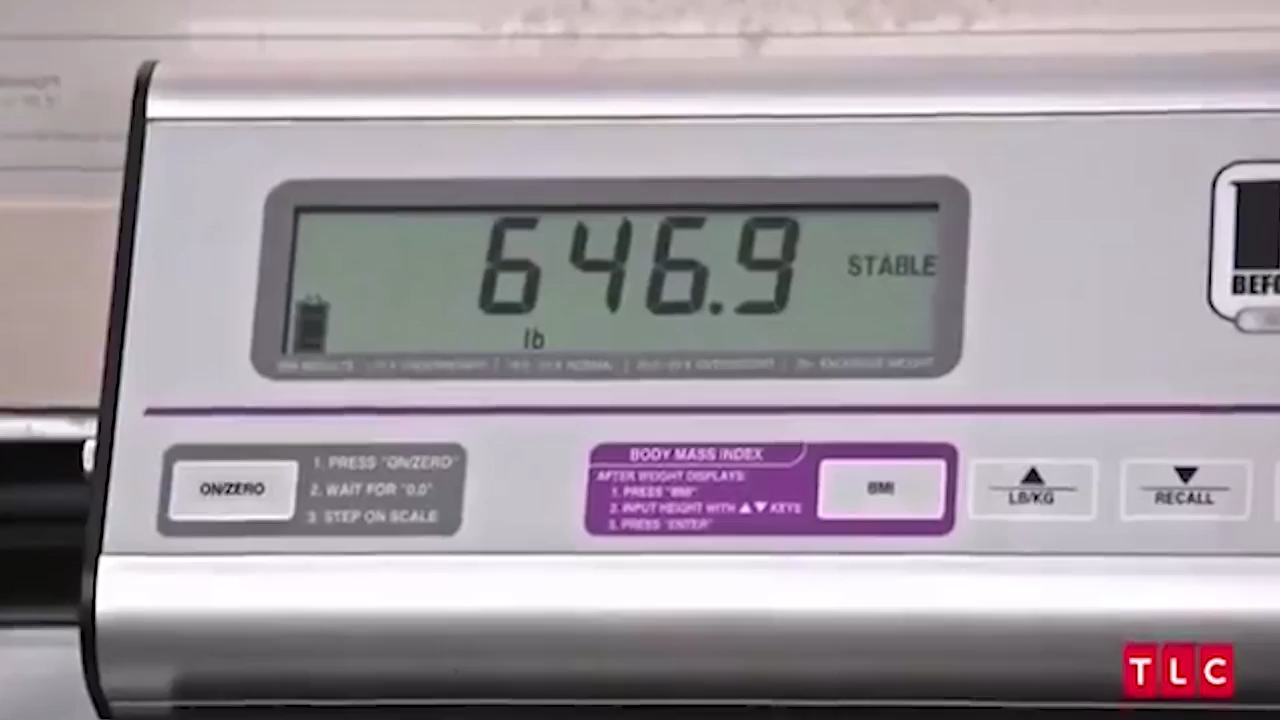 646.9
STABLE
lb
ON/ZERO
1. PRESS "ON/ZERO"
2. WAIT FOR "0.0"
3. STEP ON SCALE
BODY MASS INDEX
AFTER WEIGHT DISPLAYS:
1. PRESS "BMI"
2. INPUT HEIGHT WITH ▲▼ KEYS
3. PRESS "ENTER"
BMI
▲
LB/KG
▼
RECALL
TLC